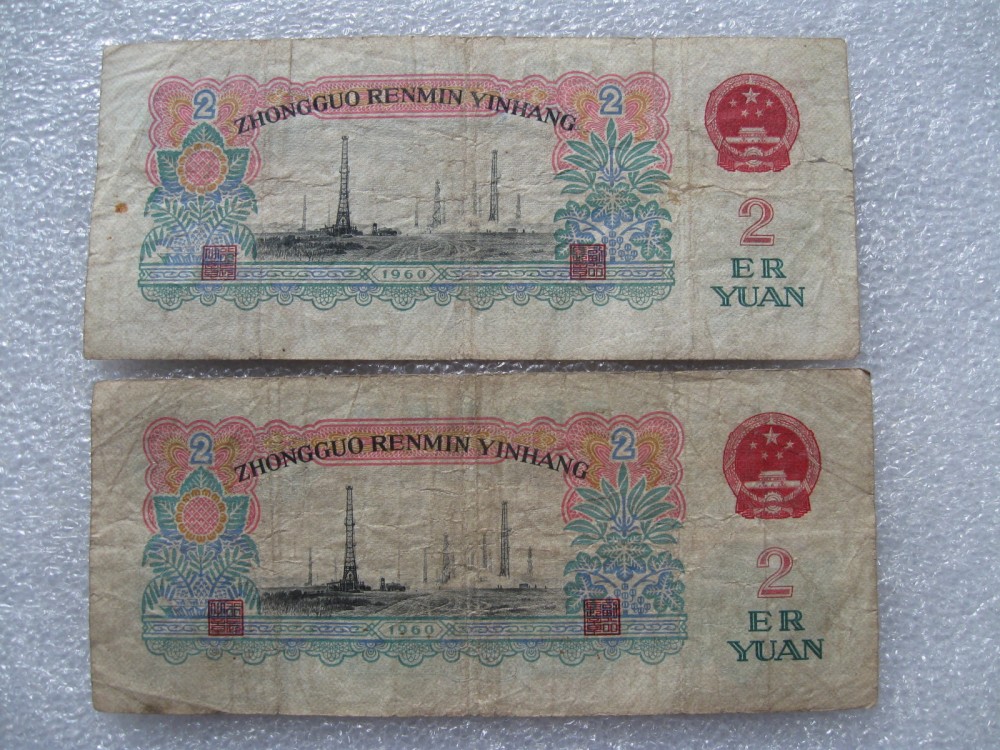 2 2
ZHONGGUO RENMIN YINHANG
1960
2
ER
YUAN
2 2
ZHONGGUO RENMIN YINHANG
1960
2
ER
YUAN